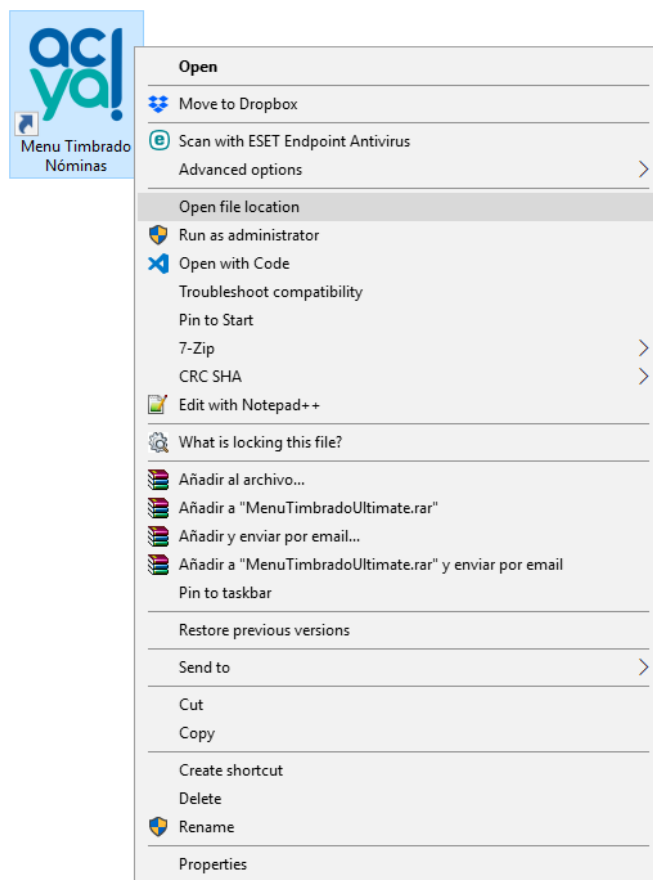 ac
ya!
Menu Timbrado
Nóminas
Open
Move to Dropbox
e Scan with ESET Endpoint Antivirus
Advanced options
Open file location
Run as administrator
Open with Code
Troubleshoot compatibility
Pin to Start
7-Zip
CRC SHA
Edit with Notepad++
What is locking this file?
Añadir al archivo...
Añadir a "MenuTimbradoUltimate.rar"
Añadir y enviar por email...
Añadir a "MenuTimbradoUltimate.rar" y enviar por email
Pin to taskbar
Restore previous versions
Send to
Cut
Copy
Create shortcut
Delete
Rename
Properties